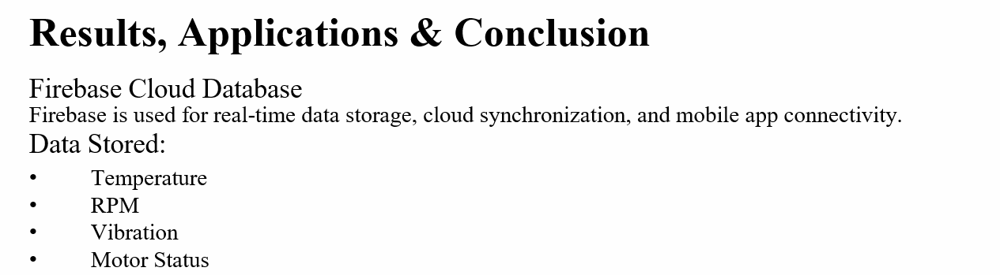 Results, Applications & Conclusion
Firebase Cloud Database
Firebase is used for real-time data storage, cloud synchronization, and mobile app connectivity.
Data Stored:
• Temperature
• RPM
• Vibration
• Motor Status